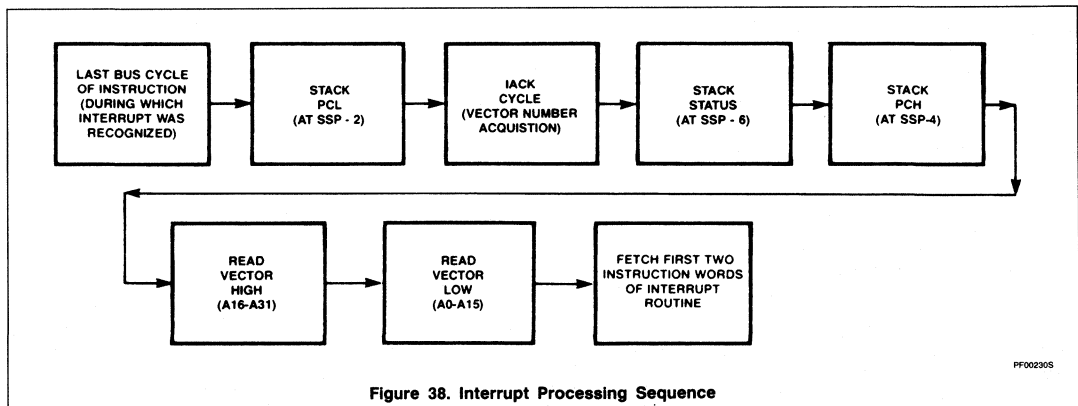 LAST BUS CYCLE
OF INSTRUCTION
(DURING WHICH
INTERRUPT WAS
RECOGNIZED)
STACK
PCL
(AT SSP - 2)
IACK
CYCLE
(VECTOR NUMBER
ACQUISTION)
STACK
STATUS
(AT SSP - 6)
STACK
PCH
(AT SSP-4)
READ
VECTOR
HIGH
(A16-A31)
READ
VECTOR
LOW
(A0-A15)
FETCH FIRST TWO
INSTRUCTION WORDS
OF INTERRUPT
ROUTINE
PF00230S
Figure 38. Interrupt Processing Sequence